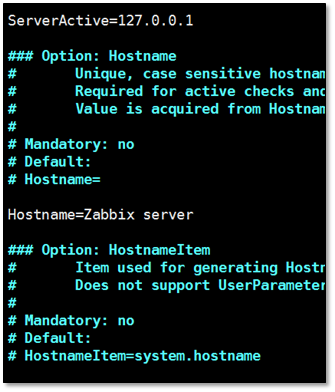 ServerActive=127.0.0.1
### Option: Hostname
# Unique, case sensitive hostnam
# Required for active checks and
# Value is acquired from Hostnam
#
# Mandatory: no
# Default:
# Hostname=
Hostname=Zabbix server
### Option: HostnameItem
# Item used for generating Hostn
# Does not support UserParameter
#
# Mandatory: no
# Default:
# HostnameItem=system.hostname